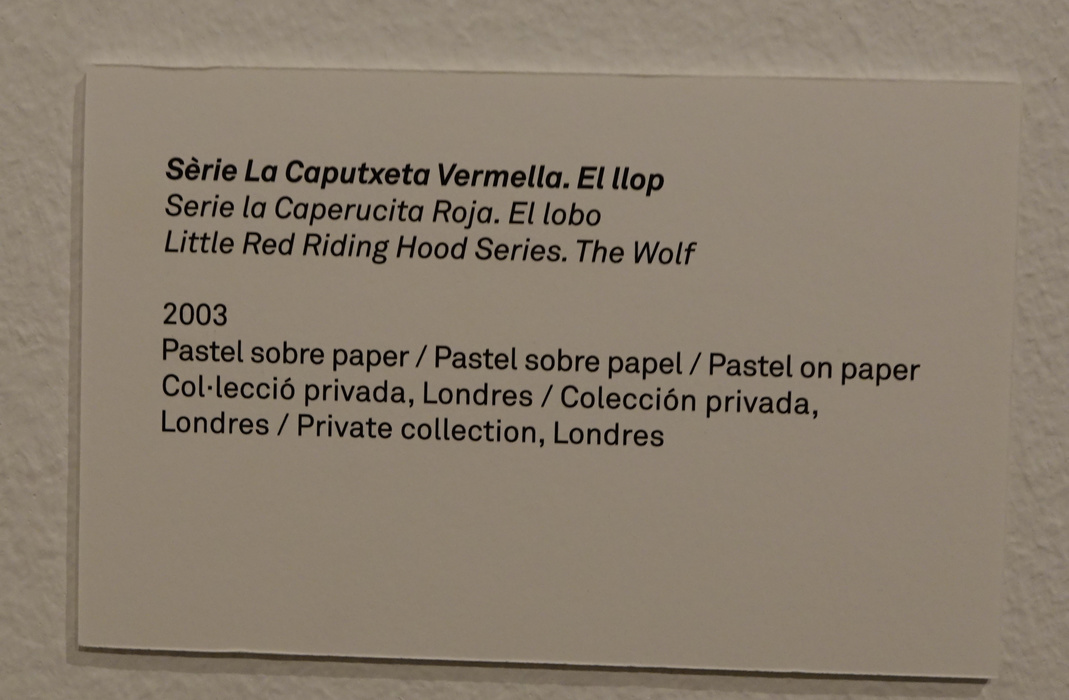 Sèrie La Caputxeta Vermella. El llop
Serie la Caperucita Roja. El lobo
Little Red Riding Hood Series. The Wolf
2003
Pastel sobre paper / Pastel sobre papel / Pastel on paper
Col·lecció privada, Londres / Colección privada,
Londres / Private collection, Londres